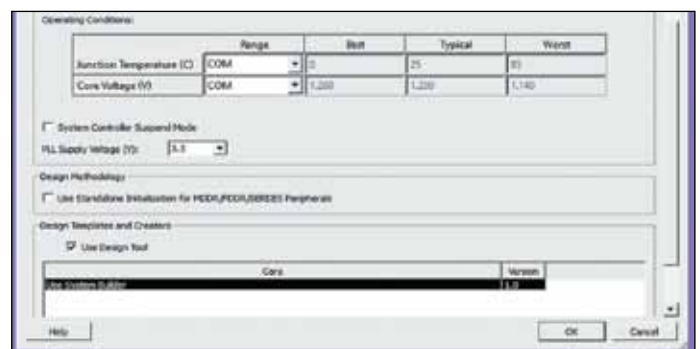 Operating Conditions:
Range Best Typical Worst
Junction Temperature (C) COM 0 25 85
Core Voltage (V) COM 1.260 1.200 1.140
System Controller Suspend Mode
PLL Supply Voltage (V): 3.3
Design Methodology
Use Standalone Initialization for MDDR/FDDR/SERDES Peripherals
Design Templates and Creators
Use Design Tool
Core Version
Use System Builder 1.0
Help OK Cancel